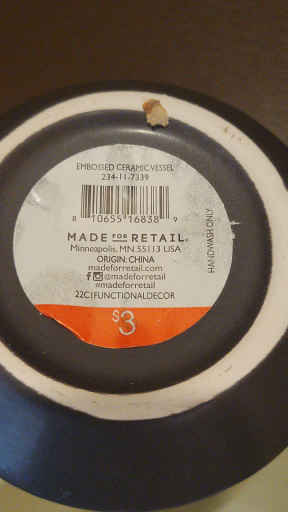 EMBOSSED CERAMIC VESSEL
234-11-7339
8 10655 16838 9
MADE FOR RETAIL®
Minneapolis, MN 55113 USA
ORIGIN: CHINA
madeforretail.com
@madeforretail
#madeforretail
22C1FUNCTIONALDECOR
HANDWASH ONLY
$3